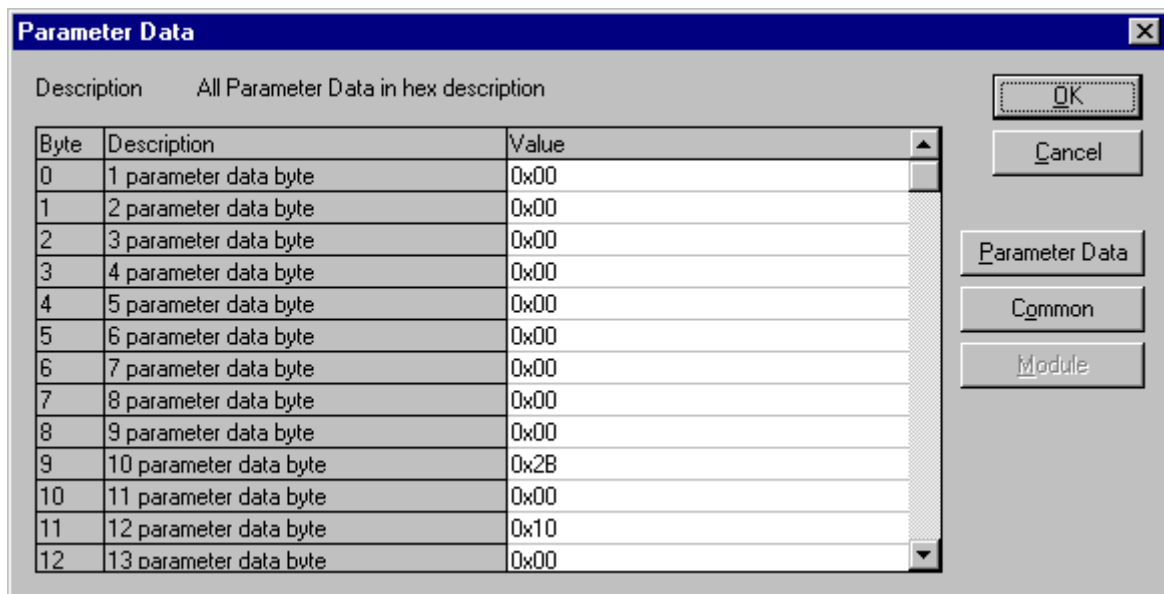 Parameter Data
Description All Parameter Data in hex description
OK
Cancel
Parameter Data
Common
Module
Byte Description Value
0 1 parameter data byte 0x00
1 2 parameter data byte 0x00
2 3 parameter data byte 0x00
3 4 parameter data byte 0x00
4 5 parameter data byte 0x00
5 6 parameter data byte 0x00
6 7 parameter data byte 0x00
7 8 parameter data byte 0x00
8 9 parameter data byte 0x00
9 10 parameter data byte 0x2B
10 11 parameter data byte 0x00
11 12 parameter data byte 0x10
12 13 parameter data byte 0x00